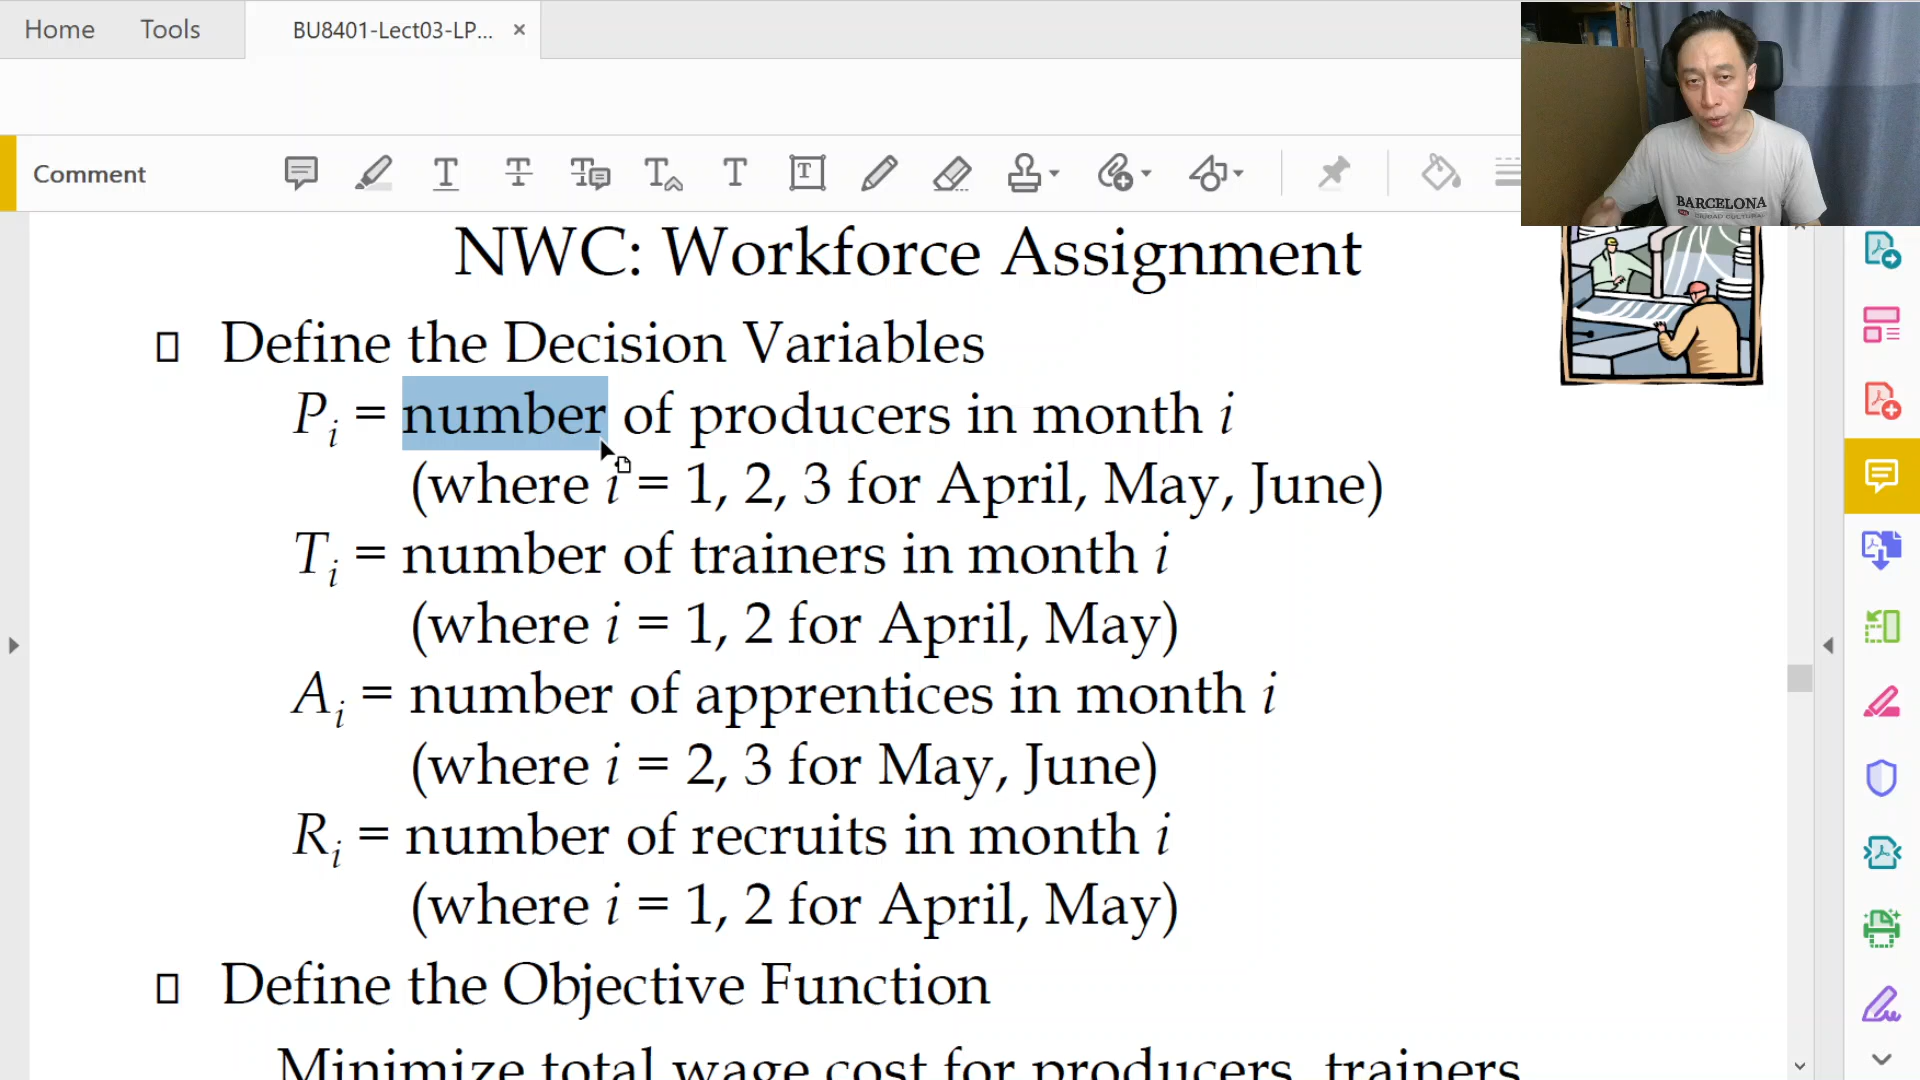 Home
Tools
BU8401-Lect03-LP...
Comment
NWC: Workforce Assignment
Define the Decision Variables
Pi = number of producers in month i
(where i = 1, 2, 3 for April, May, June)
Ti = number of trainers in month i
(where i = 1, 2 for April, May)
Ai = number of apprentices in month i
(where i = 2, 3 for May, June)
Ri = number of recruits in month i
(where i = 1, 2 for April, May)
Define the Objective Function
Minimize total wage cost for producers, trainers,
BARCELONA